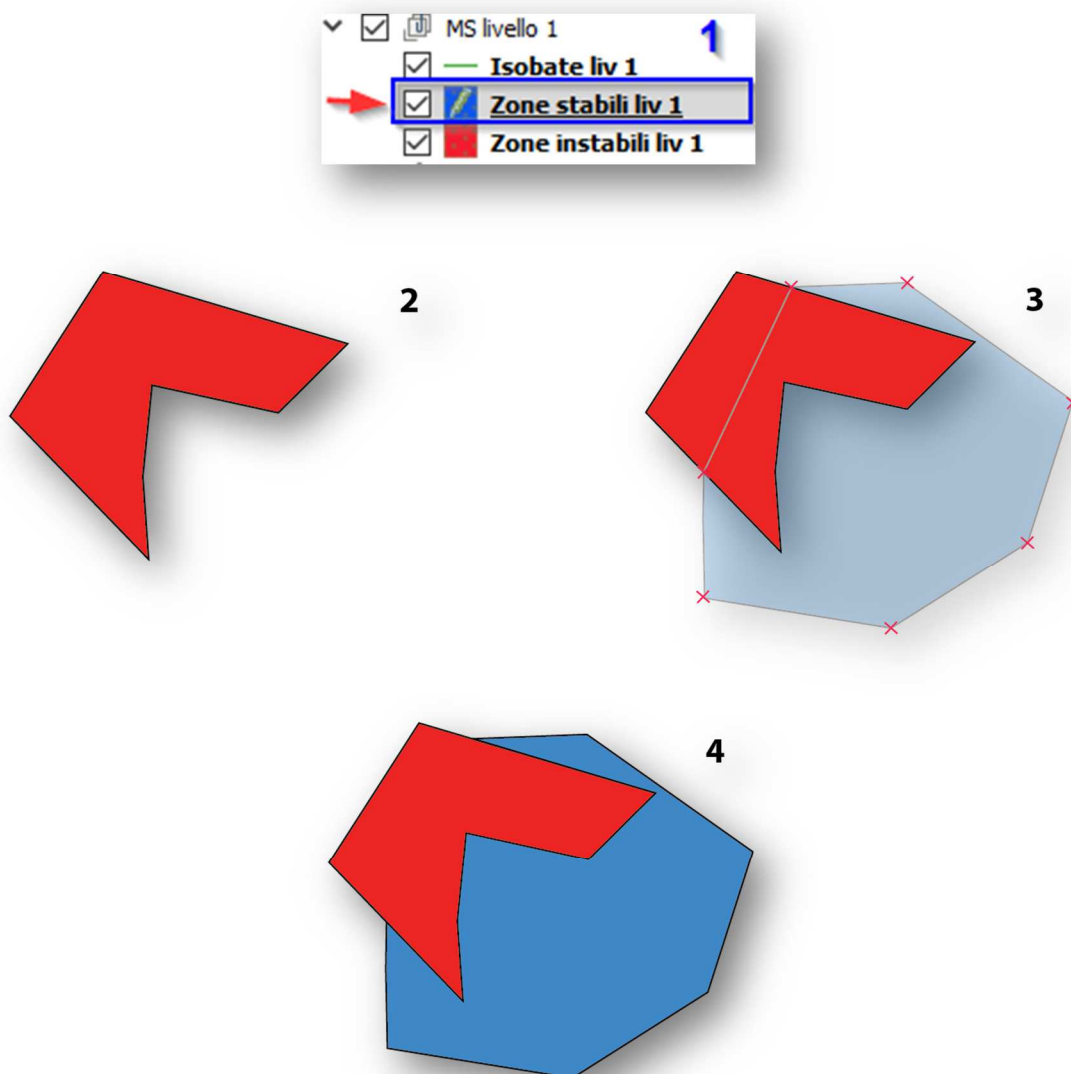 MS livello 1
1
Isobate liv 1
Zone stabili liv 1
Zone instabili liv 1
2
3
4